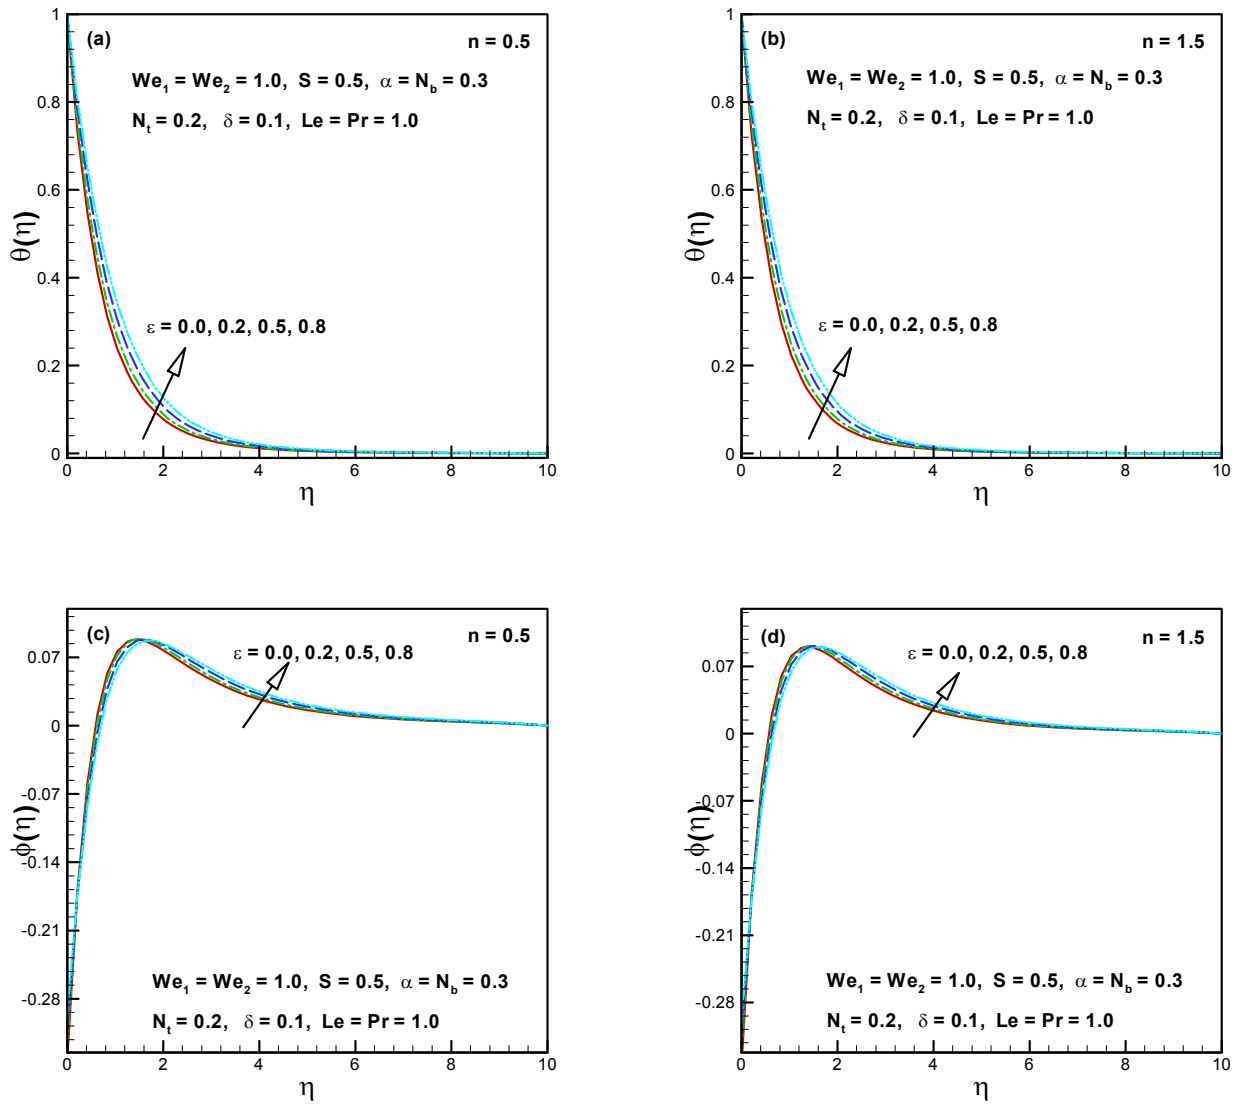 (a)
n = 0.5
We1 = We2 = 1.0, S = 0.5, α = Nb = 0.3
Nt = 0.2, δ = 0.1, Le = Pr = 1.0
ε = 0.0, 0.2, 0.5, 0.8
θ(η)
1
0.8
0.6
0.4
0.2
0
0 2 4 6 8 10
η
(b)
n = 1.5
We1 = We2 = 1.0, S = 0.5, α = Nb = 0.3
Nt = 0.2, δ = 0.1, Le = Pr = 1.0
ε = 0.0, 0.2, 0.5, 0.8
θ(η)
1
0.8
0.6
0.4
0.2
0
0 2 4 6 8 10
η
(c)
n = 0.5
ε = 0.0, 0.2, 0.5, 0.8
We1 = We2 = 1.0, S = 0.5, α = Nb = 0.3
Nt = 0.2, δ = 0.1, Le = Pr = 1.0
ϕ(η)
0.07
0
-0.07
-0.14
-0.21
-0.28
0 2 4 6 8 10
η
(d)
n = 1.5
ε = 0.0, 0.2, 0.5, 0.8
We1 = We2 = 1.0, S = 0.5, α = Nb = 0.3
Nt = 0.2, δ = 0.1, Le = Pr = 1.0
ϕ(η)
0.07
0
-0.07
-0.14
-0.21
-0.28
0 2 4 6 8 10
η